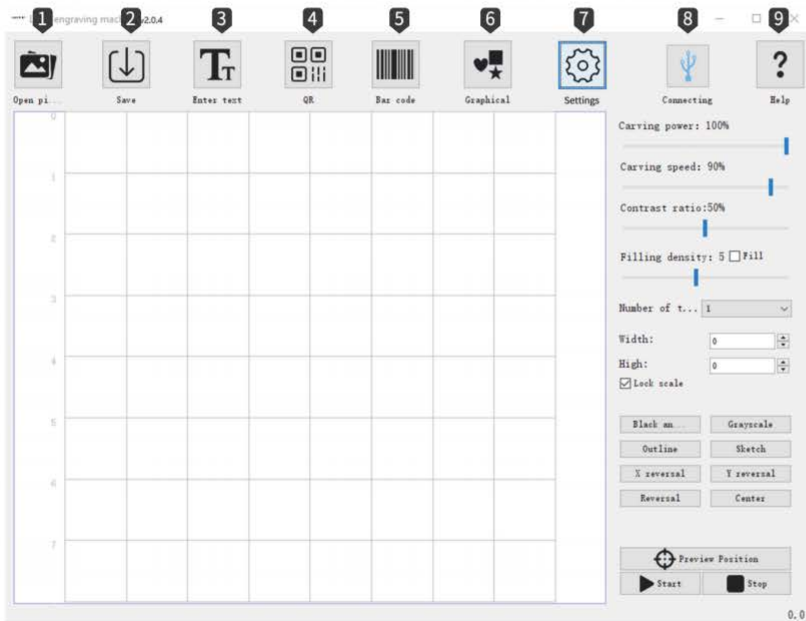 1 2 3 4 5 6 7 8 9
engraving v2.0.4
Open pi...
Save
Enter text
QR
Bar code
Graphical
Settings
Connecting
Help
0
1
2
3
4
5
6
7
Carving power: 100%
Carving speed: 90%
Contrast ratio:50%
Filling density: 5 Fill
Number of t... 1
Width: 0
High: 0
Lock scale
Black an...
Grayscale
Outline
Sketch
X reversal
Y reversal
Reversal
Center
Preview Position
Start
Stop
0.0